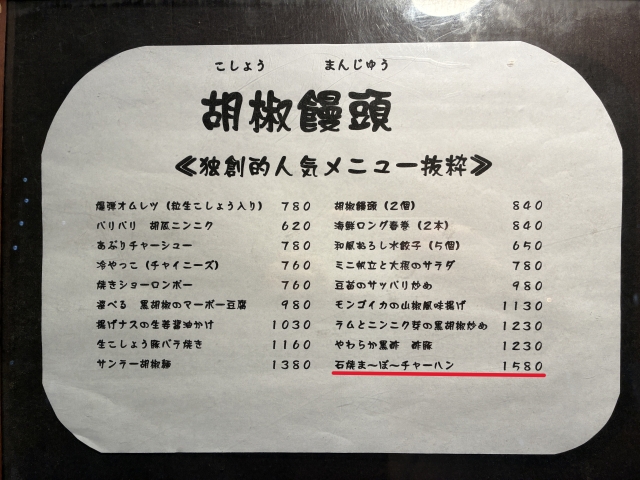 こしょう まんじゅう
胡椒饅頭
≪独創的人気メニュー抜粋≫
爆弾オムレツ（粒生こしょう入り） 780
パリパリ 胡瓜ニンニク 620
あぶりチャーシュー 780
冷やっこ（チャイニーズ） 760
焼きショーロンポー 760
選べる 黒胡椒のマーボー豆腐 980
揚げナスの生姜醤油かけ 1030
生こしょう豚バラ焼き 1160
サンラー胡椒麺 1380
胡椒饅頭（2個） 840
海鮮ロング春巻（2本） 840
和風おろし水餃子（5個） 650
ミニ帆立と大根のサラダ 780
豆苗のサッパリ炒め 980
モンゴイカの山椒風味揚げ 1130
ラムとニンニク芽の黒胡椒炒め 1230
やわらか黒酢 酢豚 1230
石焼ま～ぼ～チャーハン 1580